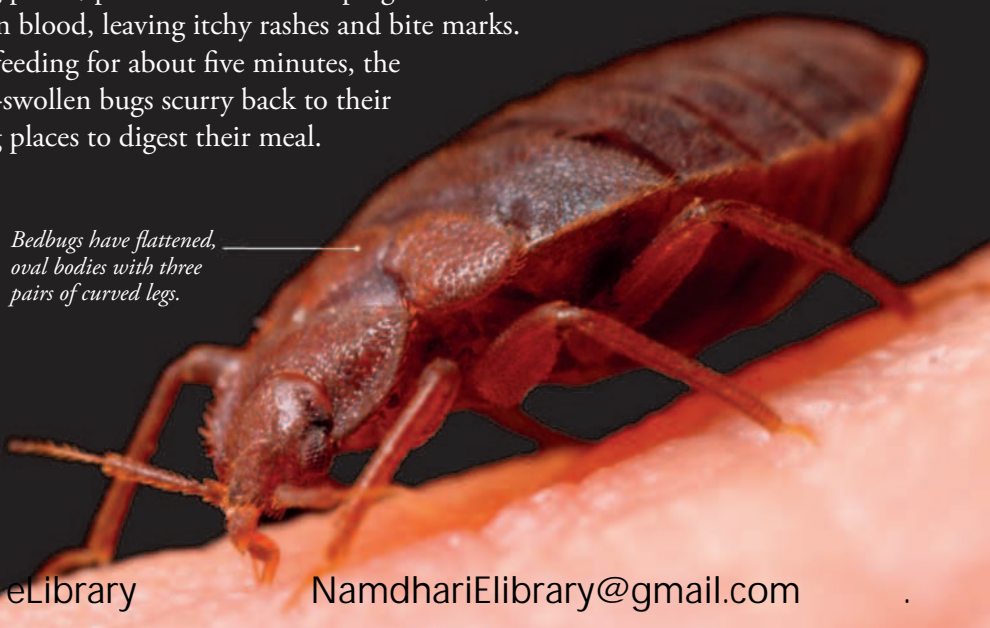 n blood, leaving itchy rashes and bite marks.
feeding for about five minutes, the
-swollen bugs scurry back to their
g places to digest their meal.
Bedbugs have flattened,
oval bodies with three
pairs of curved legs.
eLibrary NamdhariElibrary@gmail.com .